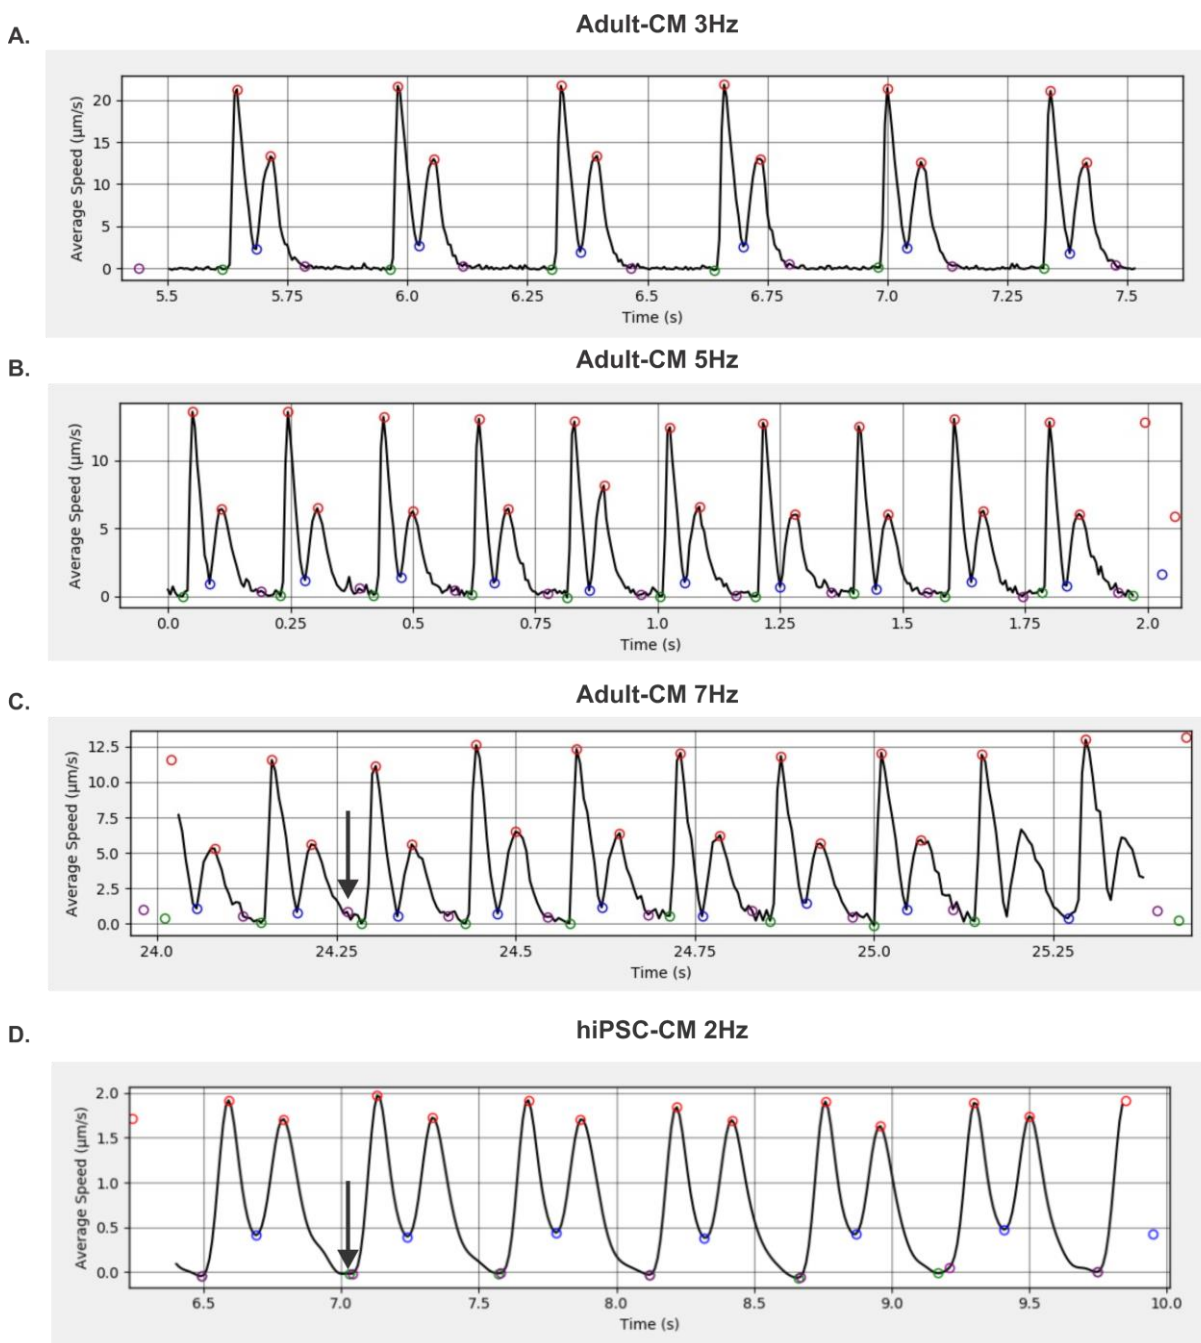 A.
Adult-CM 3Hz
Average Speed (µm/s)
20
15
10
5
0
5.5 5.75 6.0 6.25 6.5 6.75 7.0 7.25 7.5
Time (s)
B.
Adult-CM 5Hz
Average Speed (µm/s)
10
5
0
0.0 0.25 0.5 0.75 1.0 1.25 1.5 1.75 2.0
Time (s)
C.
Adult-CM 7Hz
Average Speed (µm/s)
12.5
10.0
7.5
5.0
2.5
0.0
24.0 24.25 24.5 24.75 25.0 25.25
Time (s)
D.
hiPSC-CM 2Hz
Average Speed (µm/s)
2.0
1.5
1.0
0.5
0.0
6.5 7.0 7.5 8.0 8.5 9.0 9.5 10.0
Time (s)